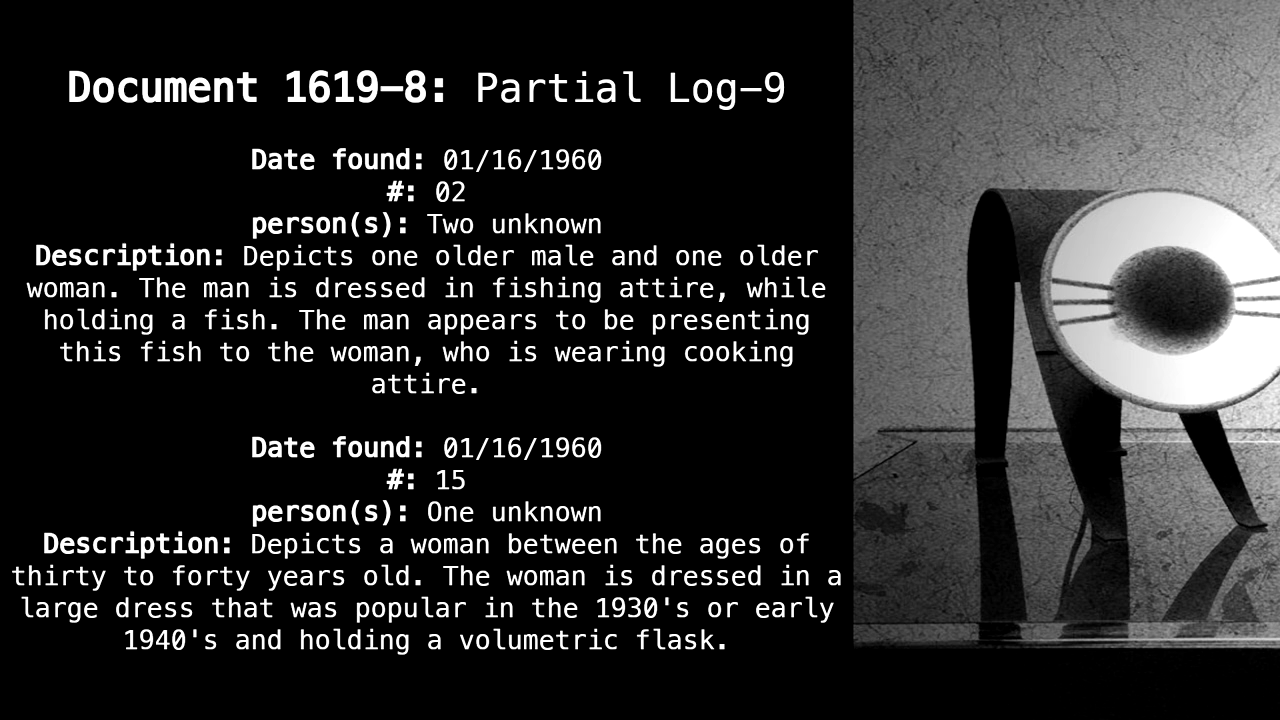 Document 1619–8: Partial Log–9
Date found: 01/16/1960
#: 02
person(s): Two unknown
Description: Depicts one older male and one older
woman. The man is dressed in fishing attire, while
holding a fish. The man appears to be presenting
this fish to the woman, who is wearing cooking
attire.
Date found: 01/16/1960
#: 15
person(s): One unknown
Description: Depicts a woman between the ages of
thirty to forty years old. The woman is dressed in a
large dress that was popular in the 1930's or early
1940's and holding a volumetric flask.